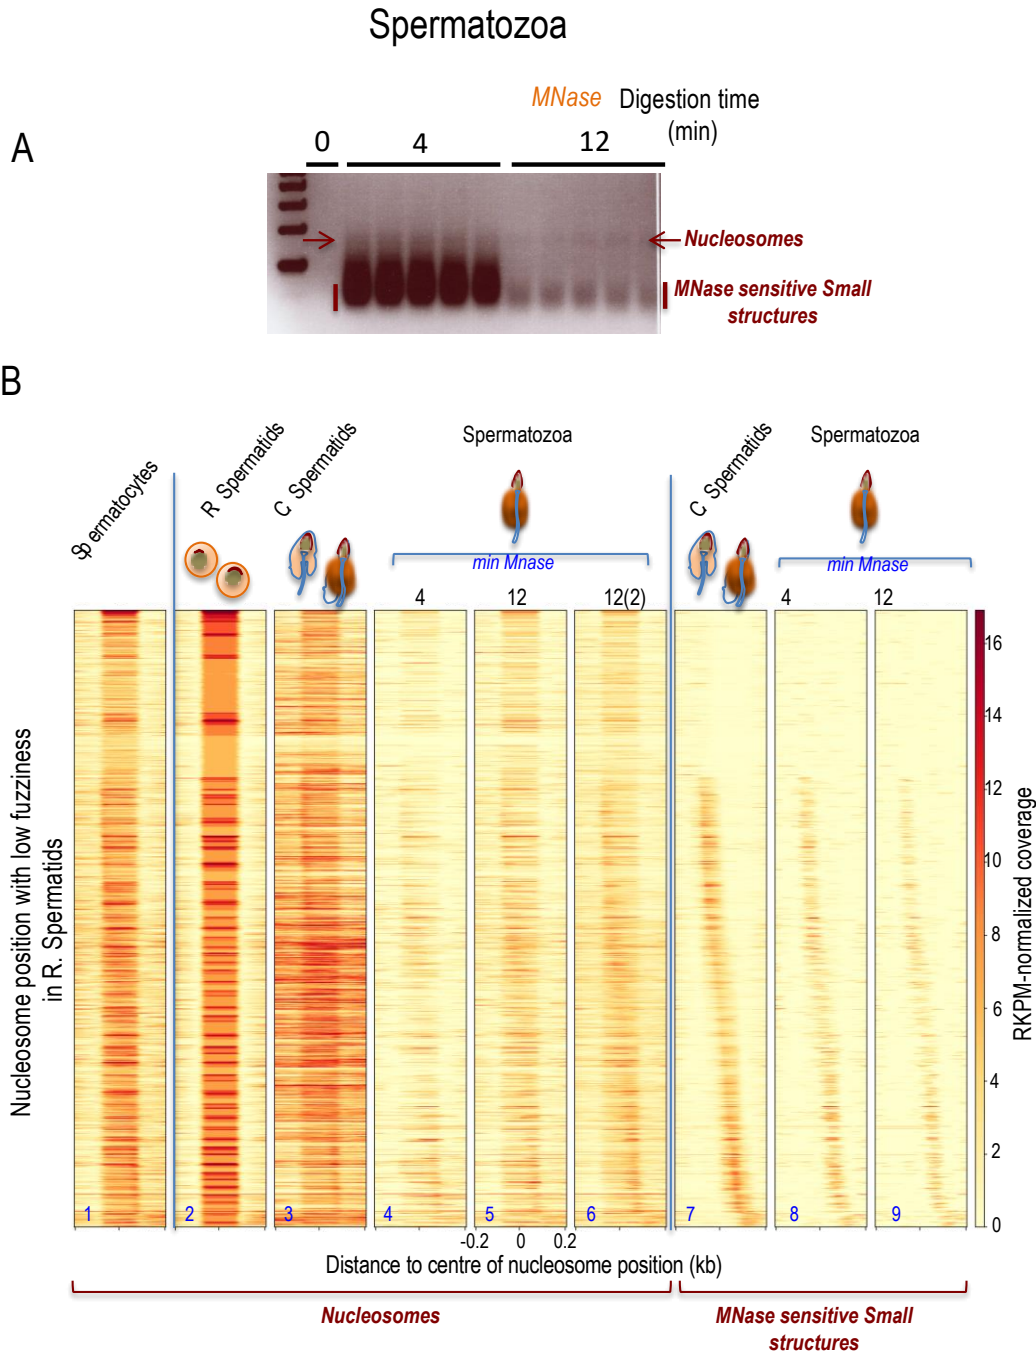 Spermatozoa
MNase Digestion time
(min)
A
0 4 12
Nucleosomes
MNase sensitive Small
structures
B
Spermatocytes
R Spermatids
C Spermatids
Spermatozoa
C Spermatids
Spermatozoa
min Mnase
min Mnase
4 12 12(2) 4 12
Nucleosome position with low fuzziness
in R. Spermatids
16
14
12
10
8
6
4
2
0
RKPM-normalized coverage
1 2 3 4 5 6 7 8 9
-0.2 0 0.2
Distance to centre of nucleosome position (kb)
Nucleosomes
MNase sensitive Small
structures